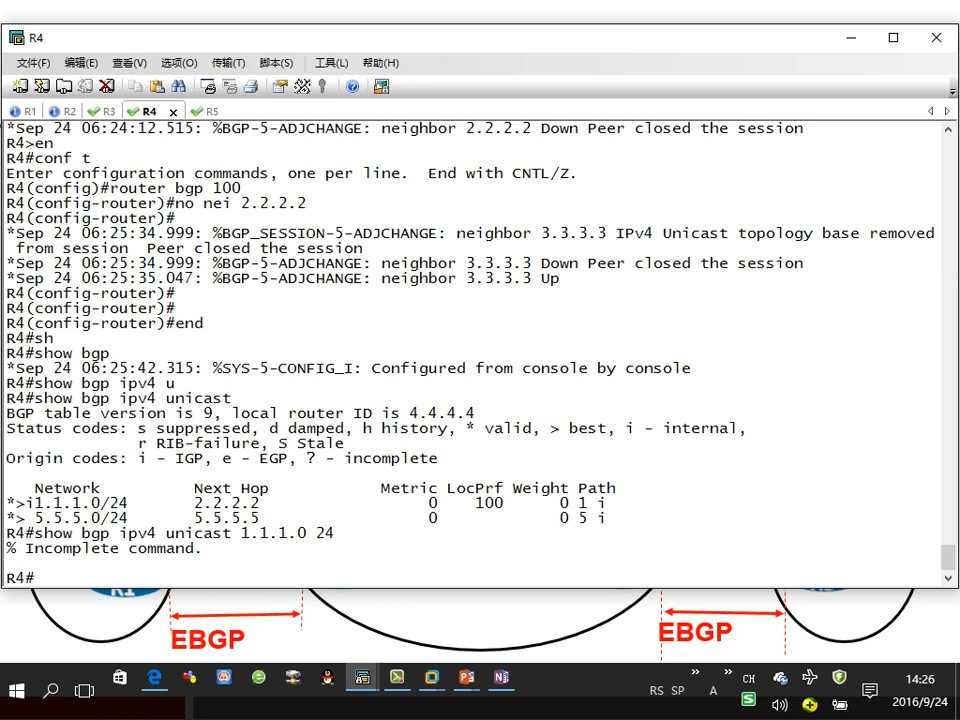 R4
文件(F) 编辑(E) 查看(V) 选项(O) 传输(T) 脚本(S) 工具(L) 帮助(H)
R1 R2 R3 R4 x R5
*Sep 24 06:24:12.515: %BGP-5-ADJCHANGE: neighbor 2.2.2.2 Down Peer closed the session
R4>en
R4#conf t
Enter configuration commands, one per line.  End with CNTL/Z.
R4(config)#router bgp 100
R4(config-router)#no nei 2.2.2.2
R4(config-router)#
*Sep 24 06:25:34.999: %BGP_SESSION-5-ADJCHANGE: neighbor 3.3.3.3 IPv4 Unicast topology base removed
from session  Peer closed the session
*Sep 24 06:25:34.999: %BGP-5-ADJCHANGE: neighbor 3.3.3.3 Down Peer closed the session
*Sep 24 06:25:35.047: %BGP-5-ADJCHANGE: neighbor 3.3.3.3 Up
R4(config-router)#
R4(config-router)#
R4(config-router)#end
R4#sh
R4#show bgp
*Sep 24 06:25:42.315: %SYS-5-CONFIG_I: Configured from console by console
R4#show bgp ipv4 u
R4#show bgp ipv4 unicast
BGP table version is 9, local router ID is 4.4.4.4
Status codes: s suppressed, d damped, h history, * valid, > best, i - internal,
r RIB-failure, S Stale
Origin codes: i - IGP, e - EGP, ? - incomplete
Network Next Hop Metric LocPrf Weight Path
*>i1.1.1.0/24 2.2.2.2 0 100 0 1 i
*> 5.5.5.0/24 5.5.5.5 0 0 5 i
R4#show bgp ipv4 unicast 1.1.1.0 24
% Incomplete command.
R4#
EBGP EBGP
RS SP A CH
14:26
2016/9/24